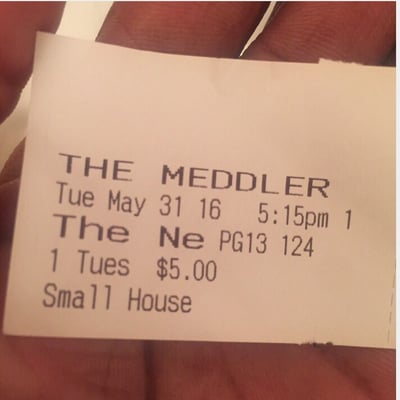 THE MEDDLER
Tue May 31 16 5:15pm 1
The Ne PG13 124
1 Tues $5.00
Small House